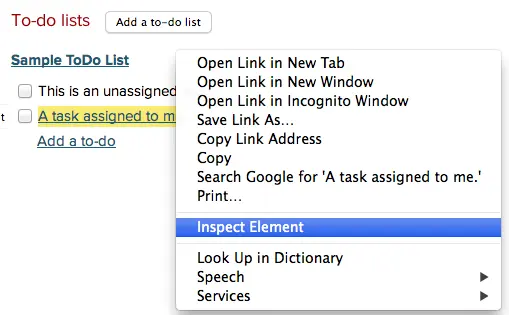 To-do lists Add a to-do list
Sample ToDo List
This is an unassigned
t A task assigned to m
Add a to-do
Open Link in New Tab
Open Link in New Window
Open Link in Incognito Window
Save Link As...
Copy Link Address
Copy
Search Google for 'A task assigned to me.'
Print...
Inspect Element
Look Up in Dictionary
Speech
Services